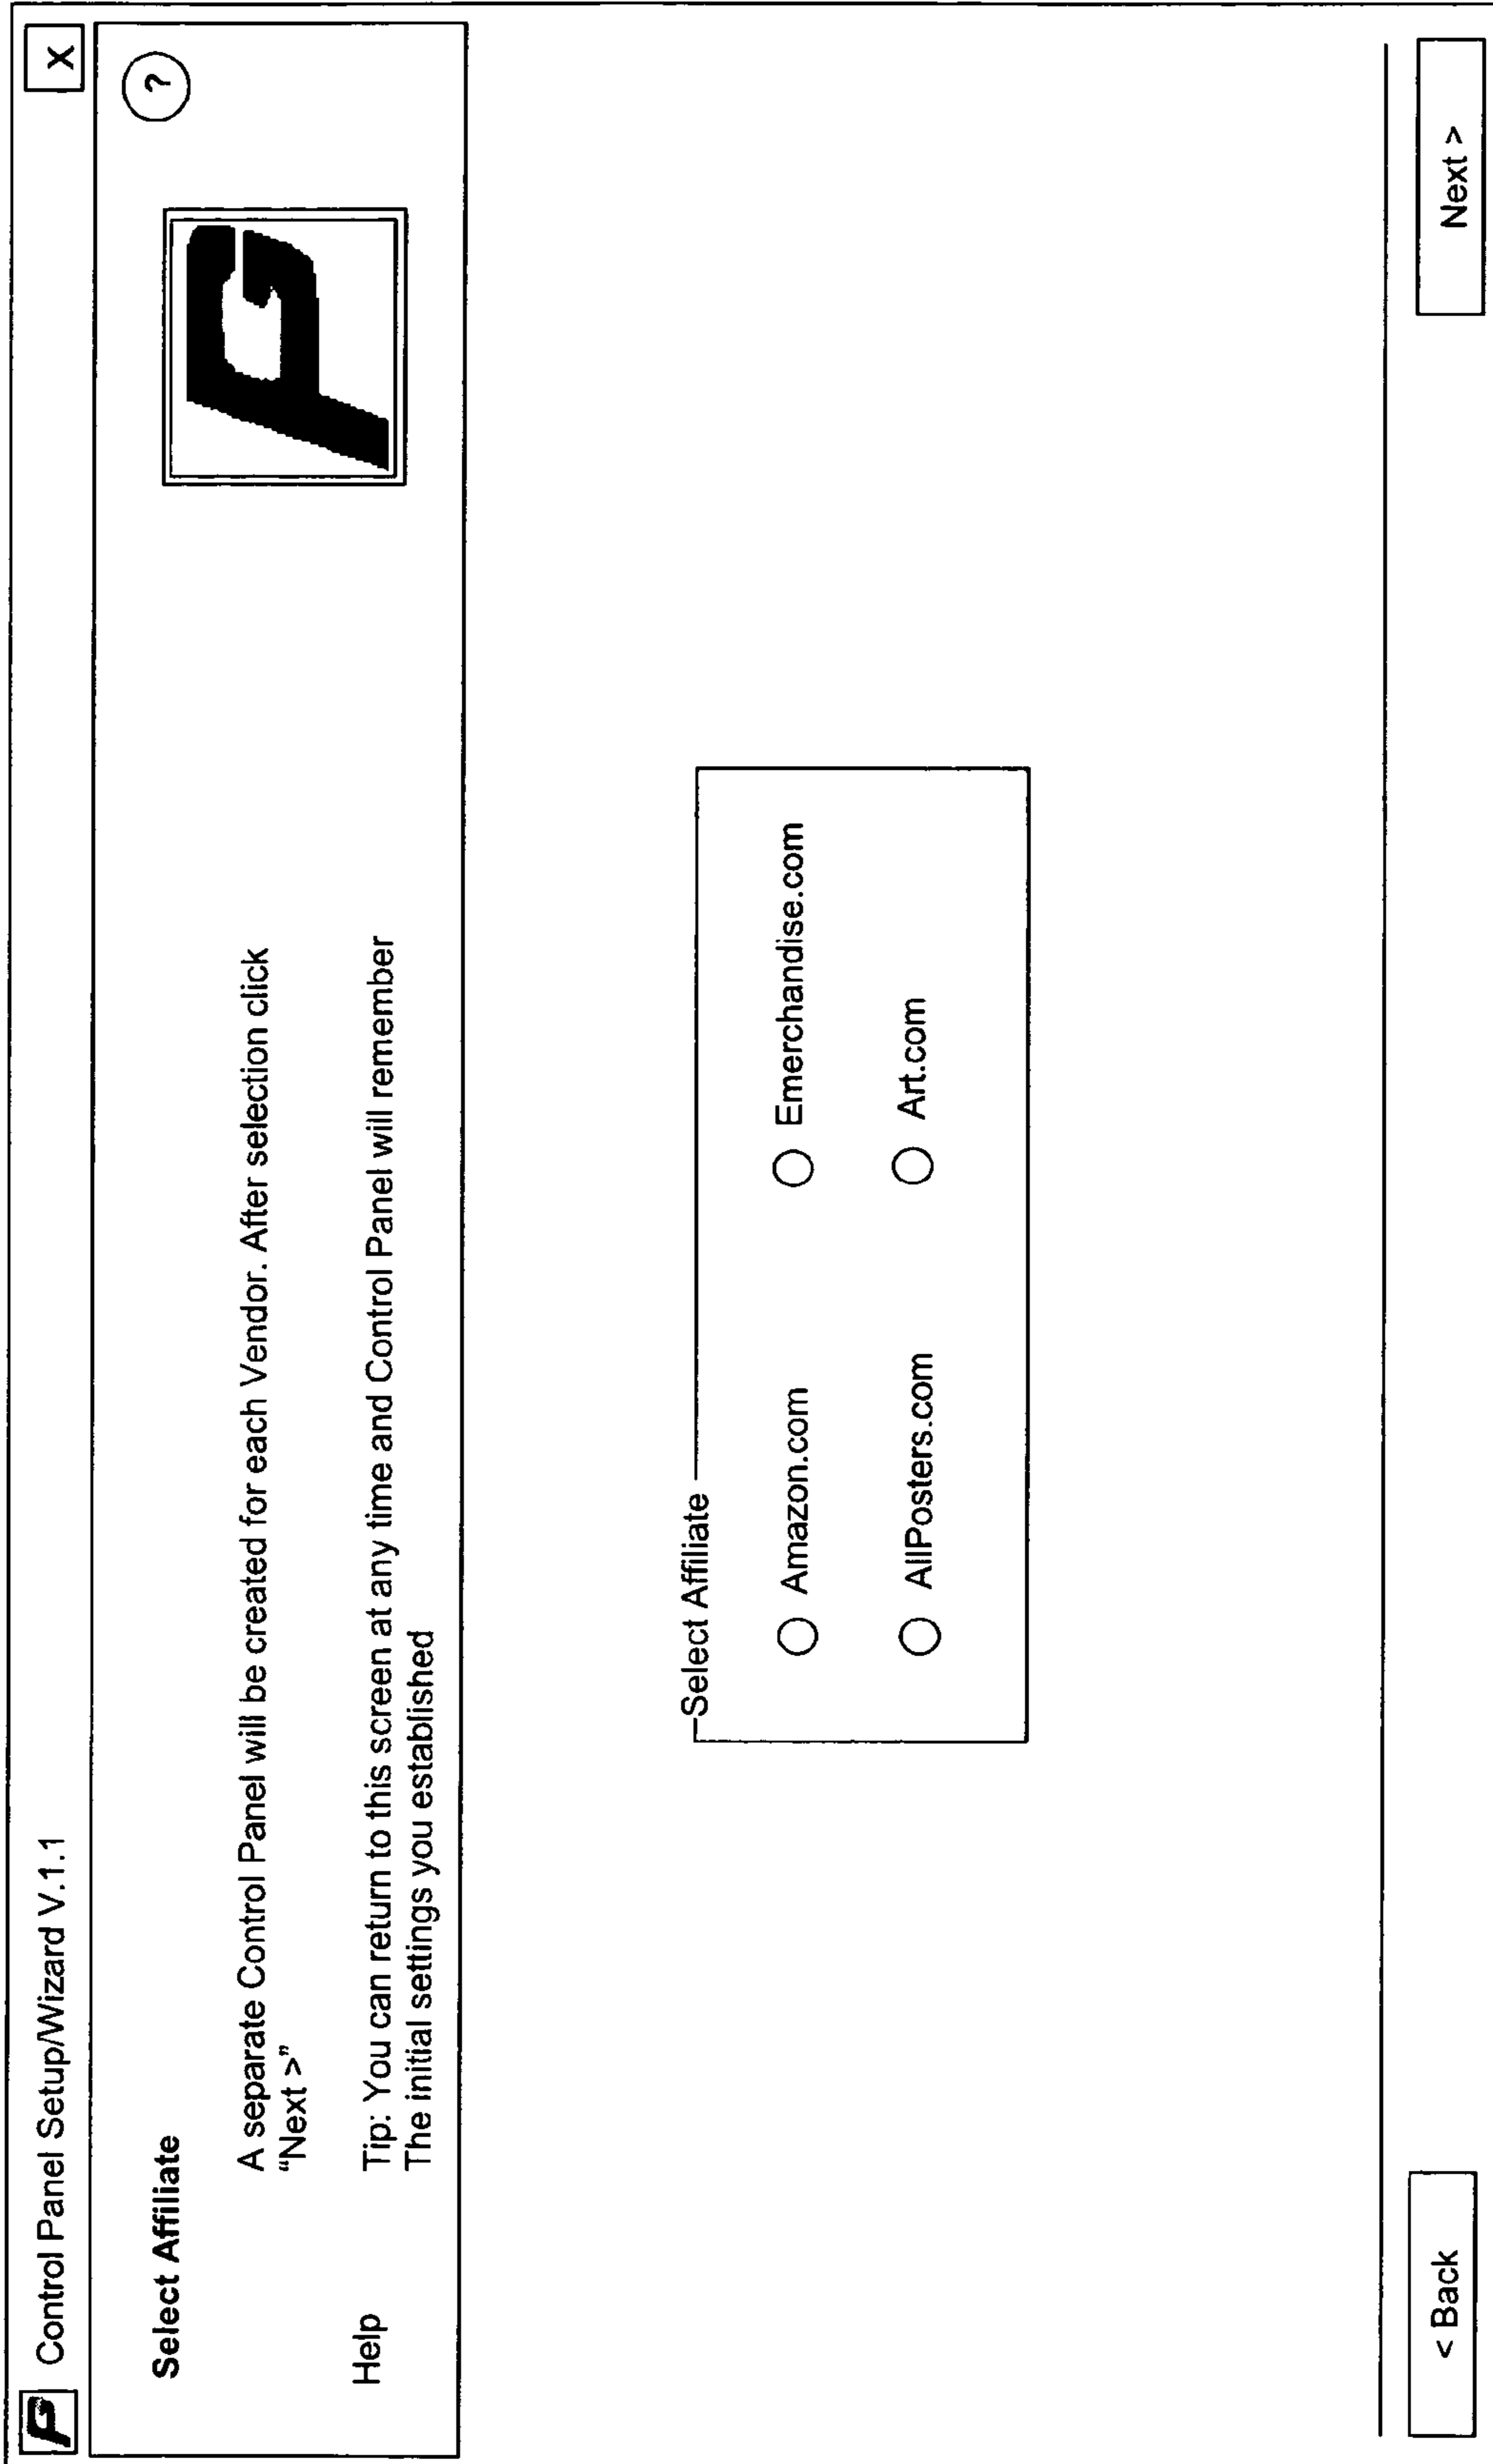 PG Control Panel Setup/Wizard V.1.1 X
Select Affiliate ?
A separate Control Panel will be created for each Vendor. After selection click
“Next >”
PG
Help Tip: You can return to this screen at any time and Control Panel will remember
The initial settings you established
Select Affiliate
Amazon.com Emerchandise.com
AllPosters.com Art.com
< Back Next >